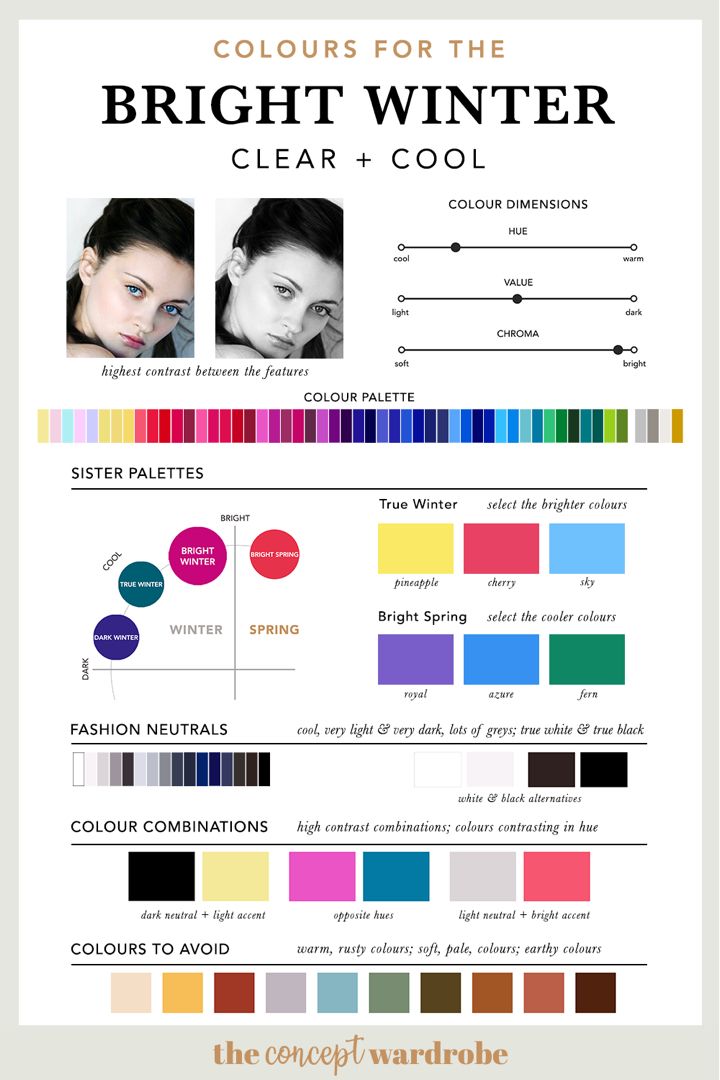 COLOURS FOR THE
BRIGHT WINTER
CLEAR + COOL
highest contrast between the features
COLOUR DIMENSIONS
HUE
cool
warm
VALUE
light
dark
CHROMA
soft
bright
COLOUR PALETTE
SISTER PALETTES
BRIGHT
COOL
DARK
BRIGHT
WINTER
BRIGHT SPRING
TRUE WINTER
DARK WINTER
WINTER
SPRING
True Winter
select the brighter colours
pineapple
cherry
sky
Bright Spring
select the cooler colours
royal
azure
fern
FASHION NEUTRALS
cool, very light & very dark, lots of greys; true white & true black
white & black alternatives
COLOUR COMBINATIONS
high contrast combinations; colours contrasting in hue
dark neutral + light accent
opposite hues
light neutral + bright accent
COLOURS TO AVOID
warm, rusty colours; soft, pale, colours; earthy colours
the concept wardrobe